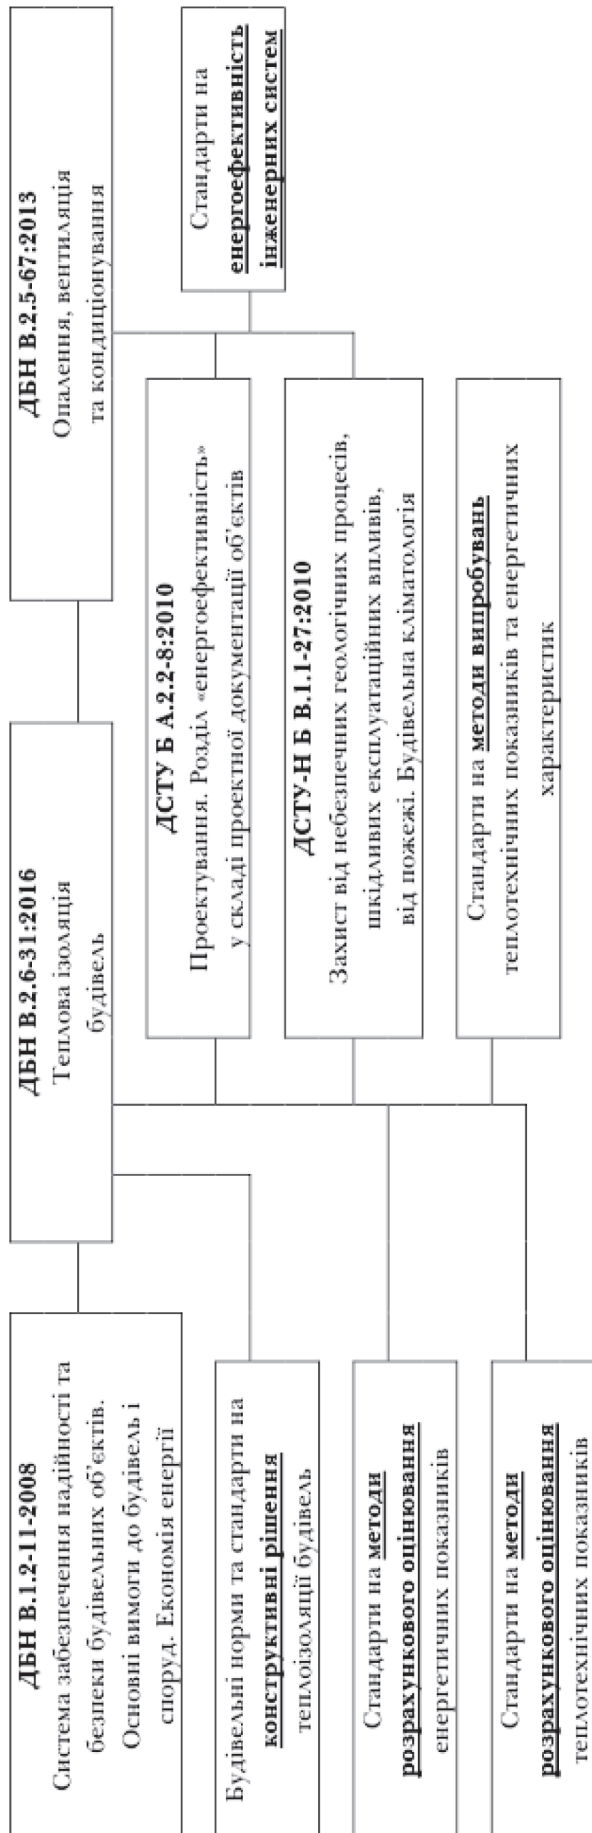 ДБН В.1.2-11-2008
Система забезпечення надійності та
безпеки будівельних об'єктів.
Основні вимоги до будівель і
споруд. Економія енергії
ДБН В.2.6-31:2016
Теплова ізоляція
будівель
ДБН В.2.5-67:2013
Опалення, вентиляція
та кондиціонування
Будівельні норми та стандарти на
конструктивні рішення
теплоізоляції будівель
Стандарти на методи
розрахункового оцінювання
енергетичних показників
Стандарти на методи
розрахункового оцінювання
теплотехнічних показників
ДСТУ Б А.2.2-8:2010
Проектування. Розділ «енергоефективність»
у складі проектної документації об'єктів
ДСТУ-Н Б В.1.1-27:2010
Захист від небезпечних геологічних процесів,
шкідливих експлуатаційних впливів,
від пожежі. Будівельна кліматологія
Стандарти на методи випробувань
теплотехнічних показників та енергетичних
характеристик
Стандарти на
енергоефективність
інженерних систем